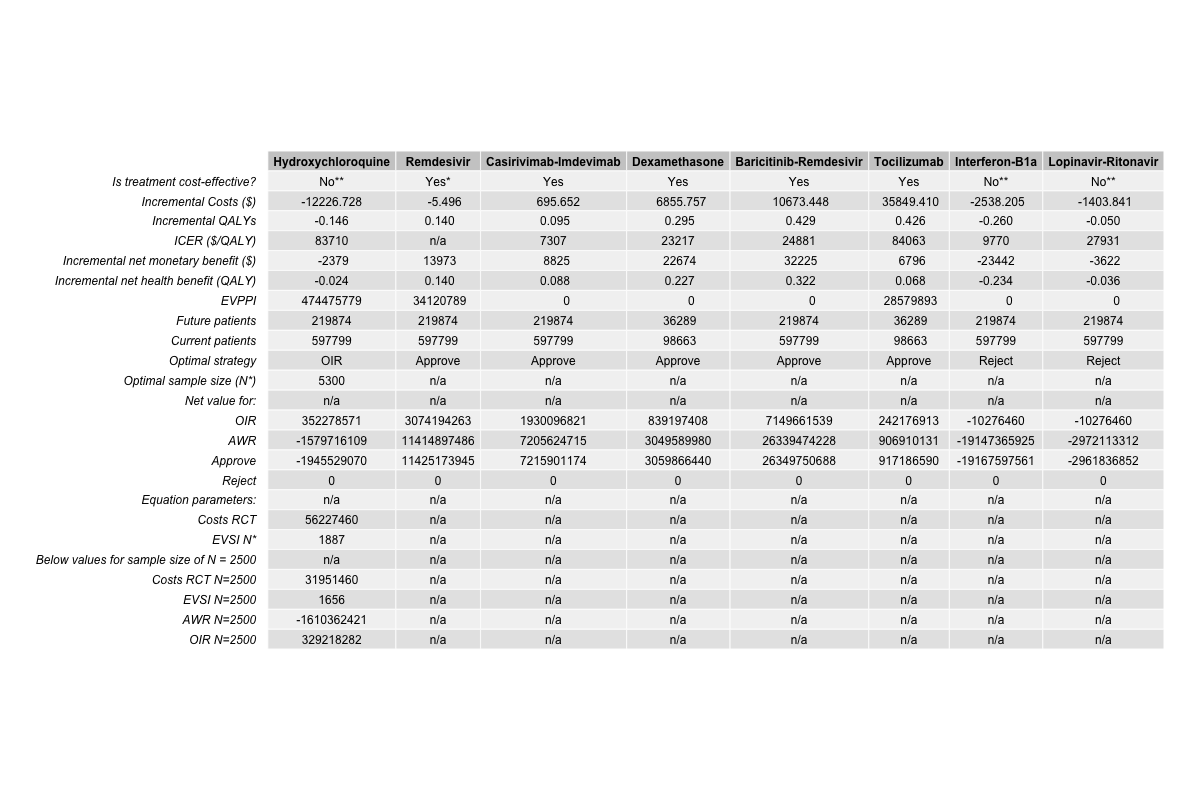 Hydroxychloroquine Remdesivir Casirivimab-Imdevimab Dexamethasone Baricitinib-Remdesivir Tocilizumab Interferon-B1a Lopinavir-Ritonavir
Is treatment cost-effective? No** Yes* Yes Yes Yes Yes No** No**
Incremental Costs ($) -12226.728 -5.496 695.652 6855.757 10673.448 35849.410 -2538.205 -1403.841
Incremental QALYs -0.146 0.140 0.095 0.295 0.429 0.426 -0.260 -0.050
ICER ($/QALY) 83710 n/a 7307 23217 24881 84063 9770 27931
Incremental net monetary benefit ($) -2379 13973 8825 22674 32225 6796 -23442 -3622
Incremental net health benefit (QALY) -0.024 0.140 0.088 0.227 0.322 0.068 -0.234 -0.036
EVPPI 474475779 34120789 0 0 0 28579893 0 0
Future patients 219874 219874 219874 36289 219874 36289 219874 219874
Current patients 597799 597799 597799 98663 597799 98663 597799 597799
Optimal strategy OIR Approve Approve Approve Approve Approve Reject Reject
Optimal sample size (N*) 5300 n/a n/a n/a n/a n/a n/a n/a
Net value for: n/a n/a n/a n/a n/a n/a n/a n/a
OIR 352278571 3074194263 1930096821 839197408 7149661539 242176913 -10276460 -10276460
AWR -1579716109 11414897486 7205624715 3049589980 26339474228 906910131 -19147365925 -2972113312
Approve -1945529070 11425173945 7215901174 3059866440 26349750688 917186590 -19167597561 -2961836852
Reject 0 0 0 0 0 0 0 0
Equation parameters: n/a n/a n/a n/a n/a n/a n/a n/a
Costs RCT 56227460 n/a n/a n/a n/a n/a n/a n/a
EVSI N* 1887 n/a n/a n/a n/a n/a n/a n/a
Below values for sample size of N = 2500 n/a n/a n/a n/a n/a n/a n/a n/a
Costs RCT N=2500 31951460 n/a n/a n/a n/a n/a n/a n/a
EVSI N=2500 1656 n/a n/a n/a n/a n/a n/a n/a
AWR N=2500 -1610362421 n/a n/a n/a n/a n/a n/a n/a
OIR N=2500 329218282 n/a n/a n/a n/a n/a n/a n/a